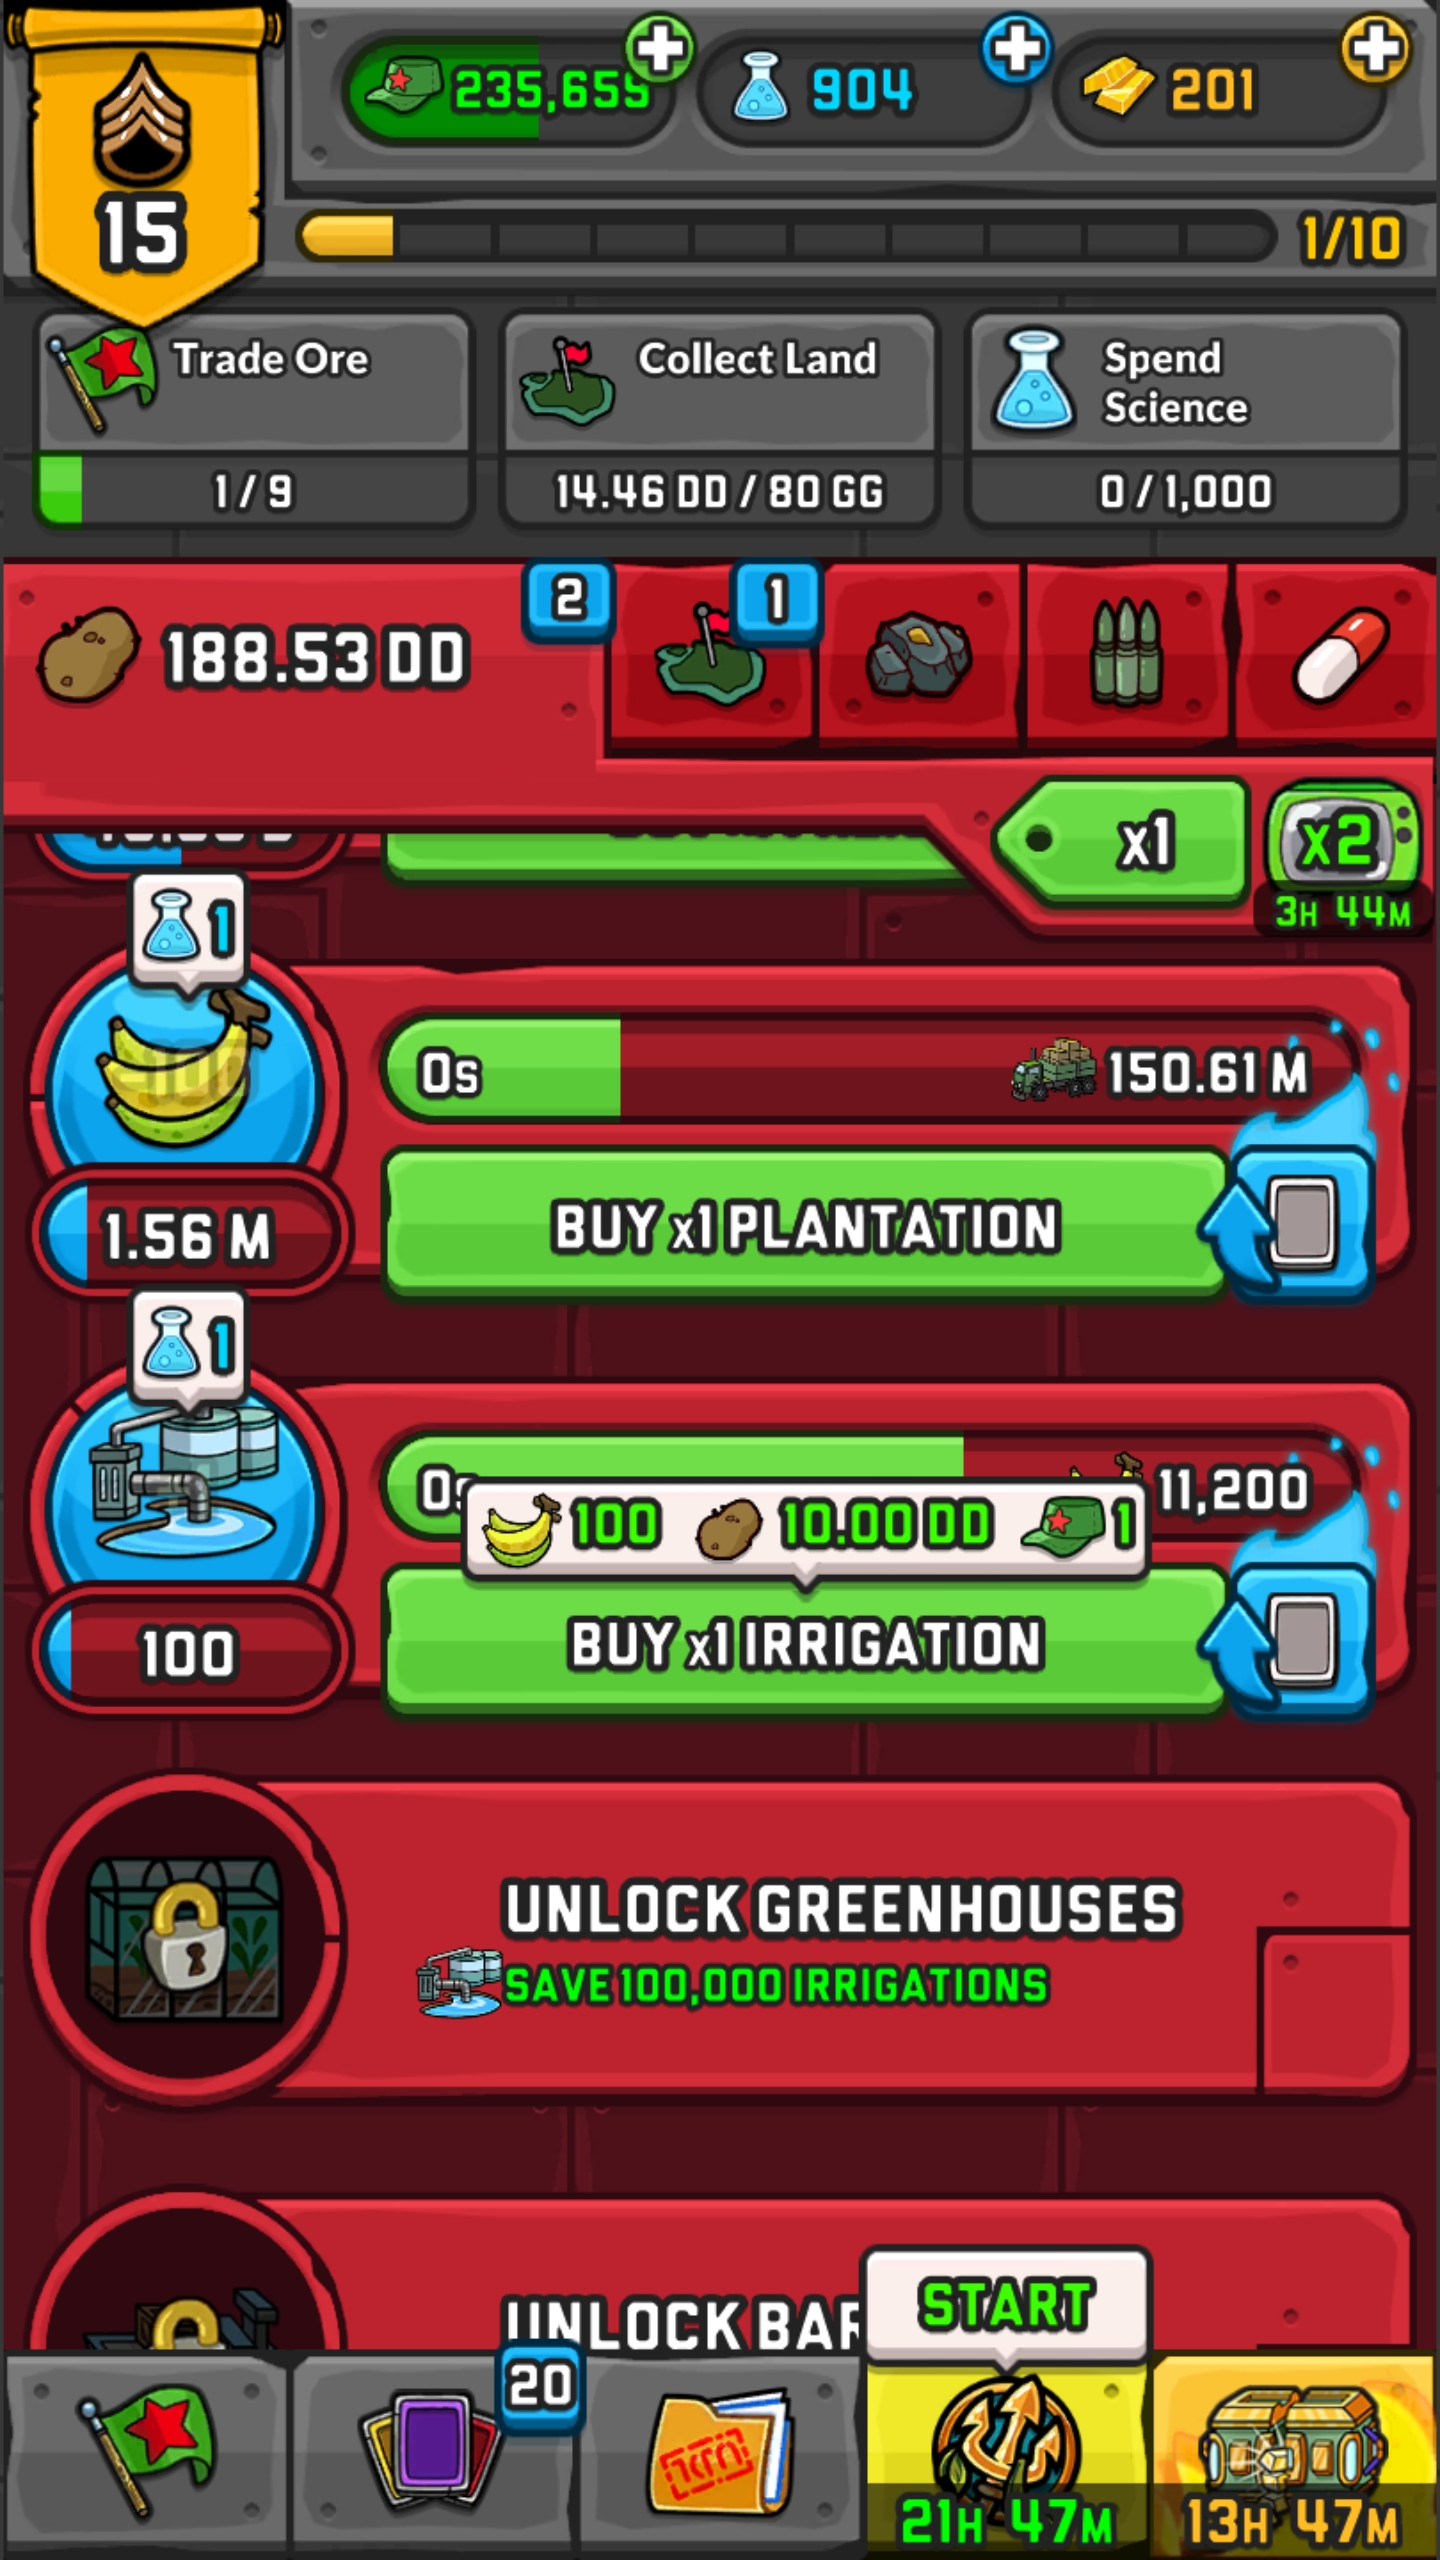 235,659
904
201
15
1/10
Trade Ore
1 / 9
Collect Land
14.46 DD / 80 GG
Spend
Science
0 / 1,000
188.53 DD
2
1
x1
x2
3H 44M
1
0s
150.61 M
1.56 M
BUY x1 PLANTATION
1
0s
11,200
100
10.00 DD
1
100
BUY x1 IRRIGATION
UNLOCK GREENHOUSES
SAVE 100,000 IRRIGATIONS
UNLOCK BAR
START
20
21H 47M
13H 47M